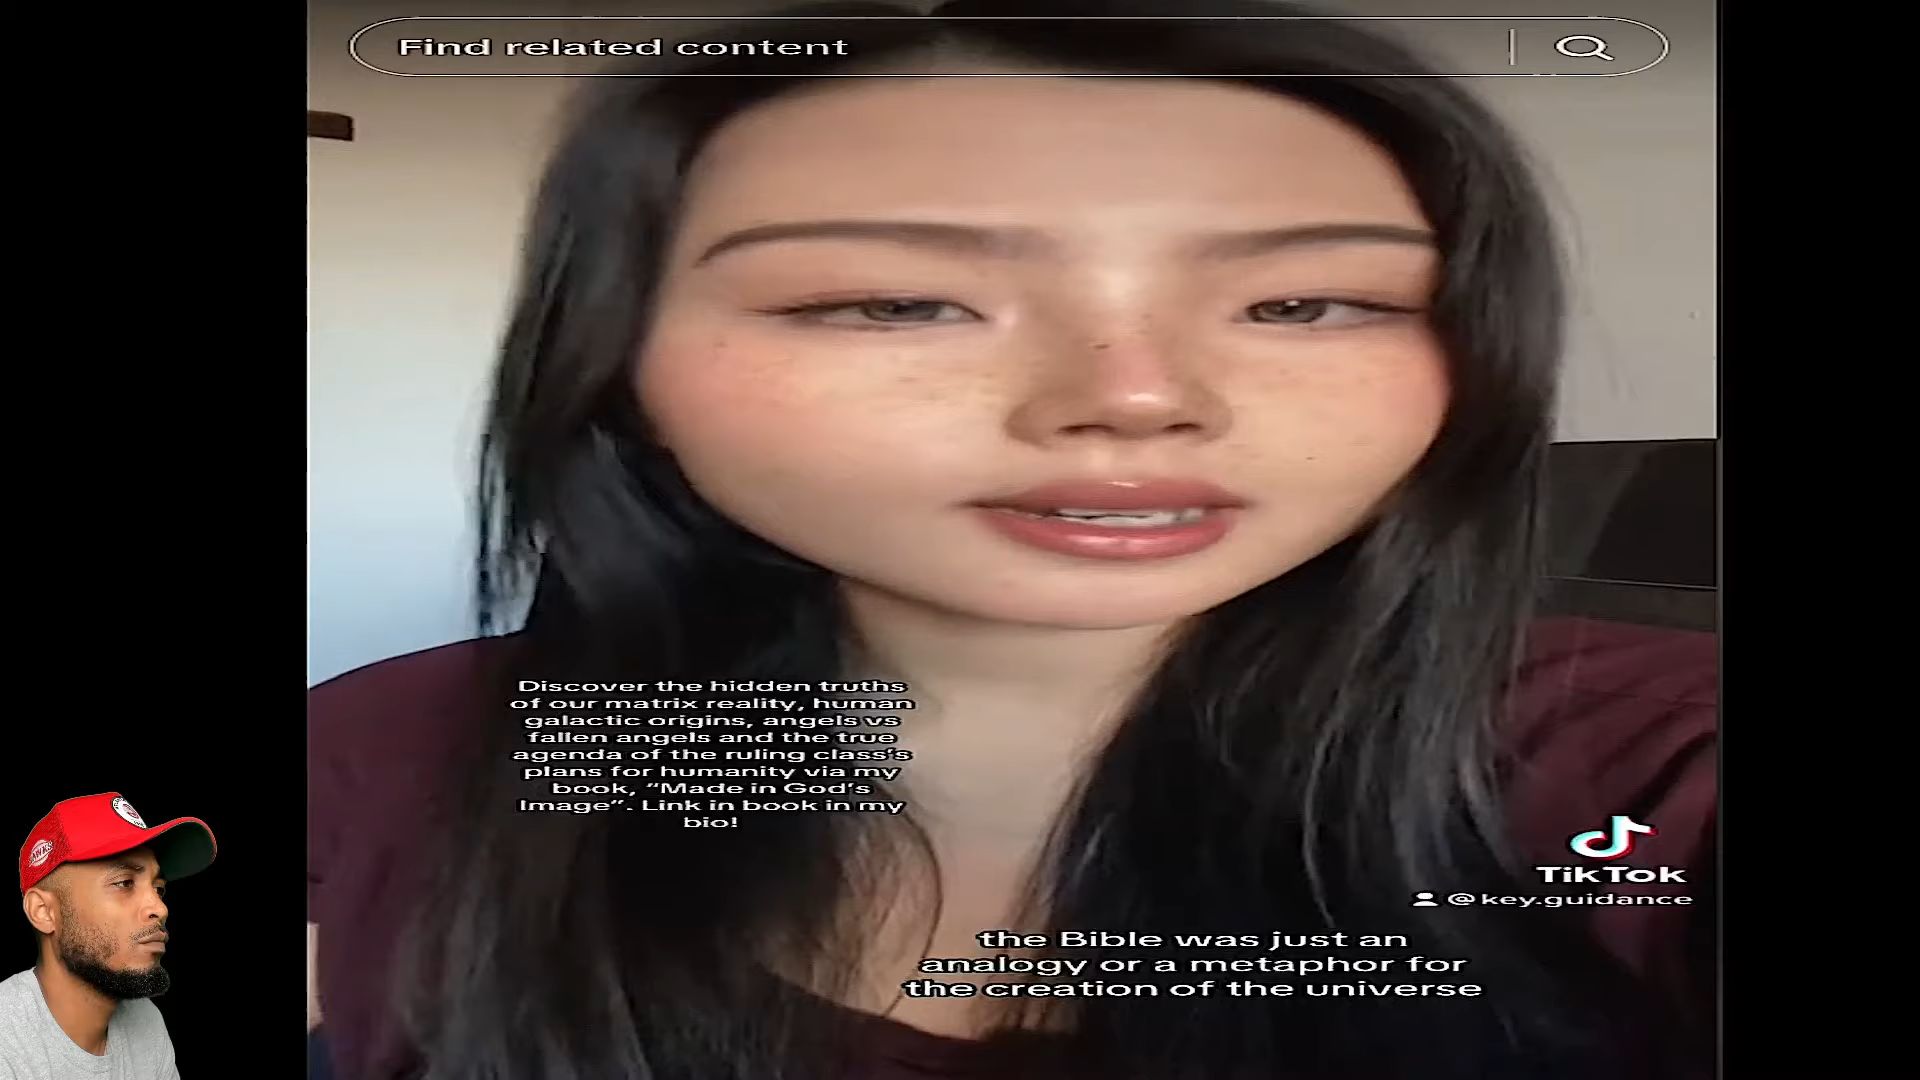 Find related content
Discover the hidden truths
of our matrix reality, human
galactic origins, angels vs
fallen angels and the true
agenda of the ruling class's
plans for humanity via my
book, “Made in God's
Image”. Link in book in my
bio!
TikTok
@key.guidance
the Bible was just an
analogy or a metaphor for
the creation of the universe